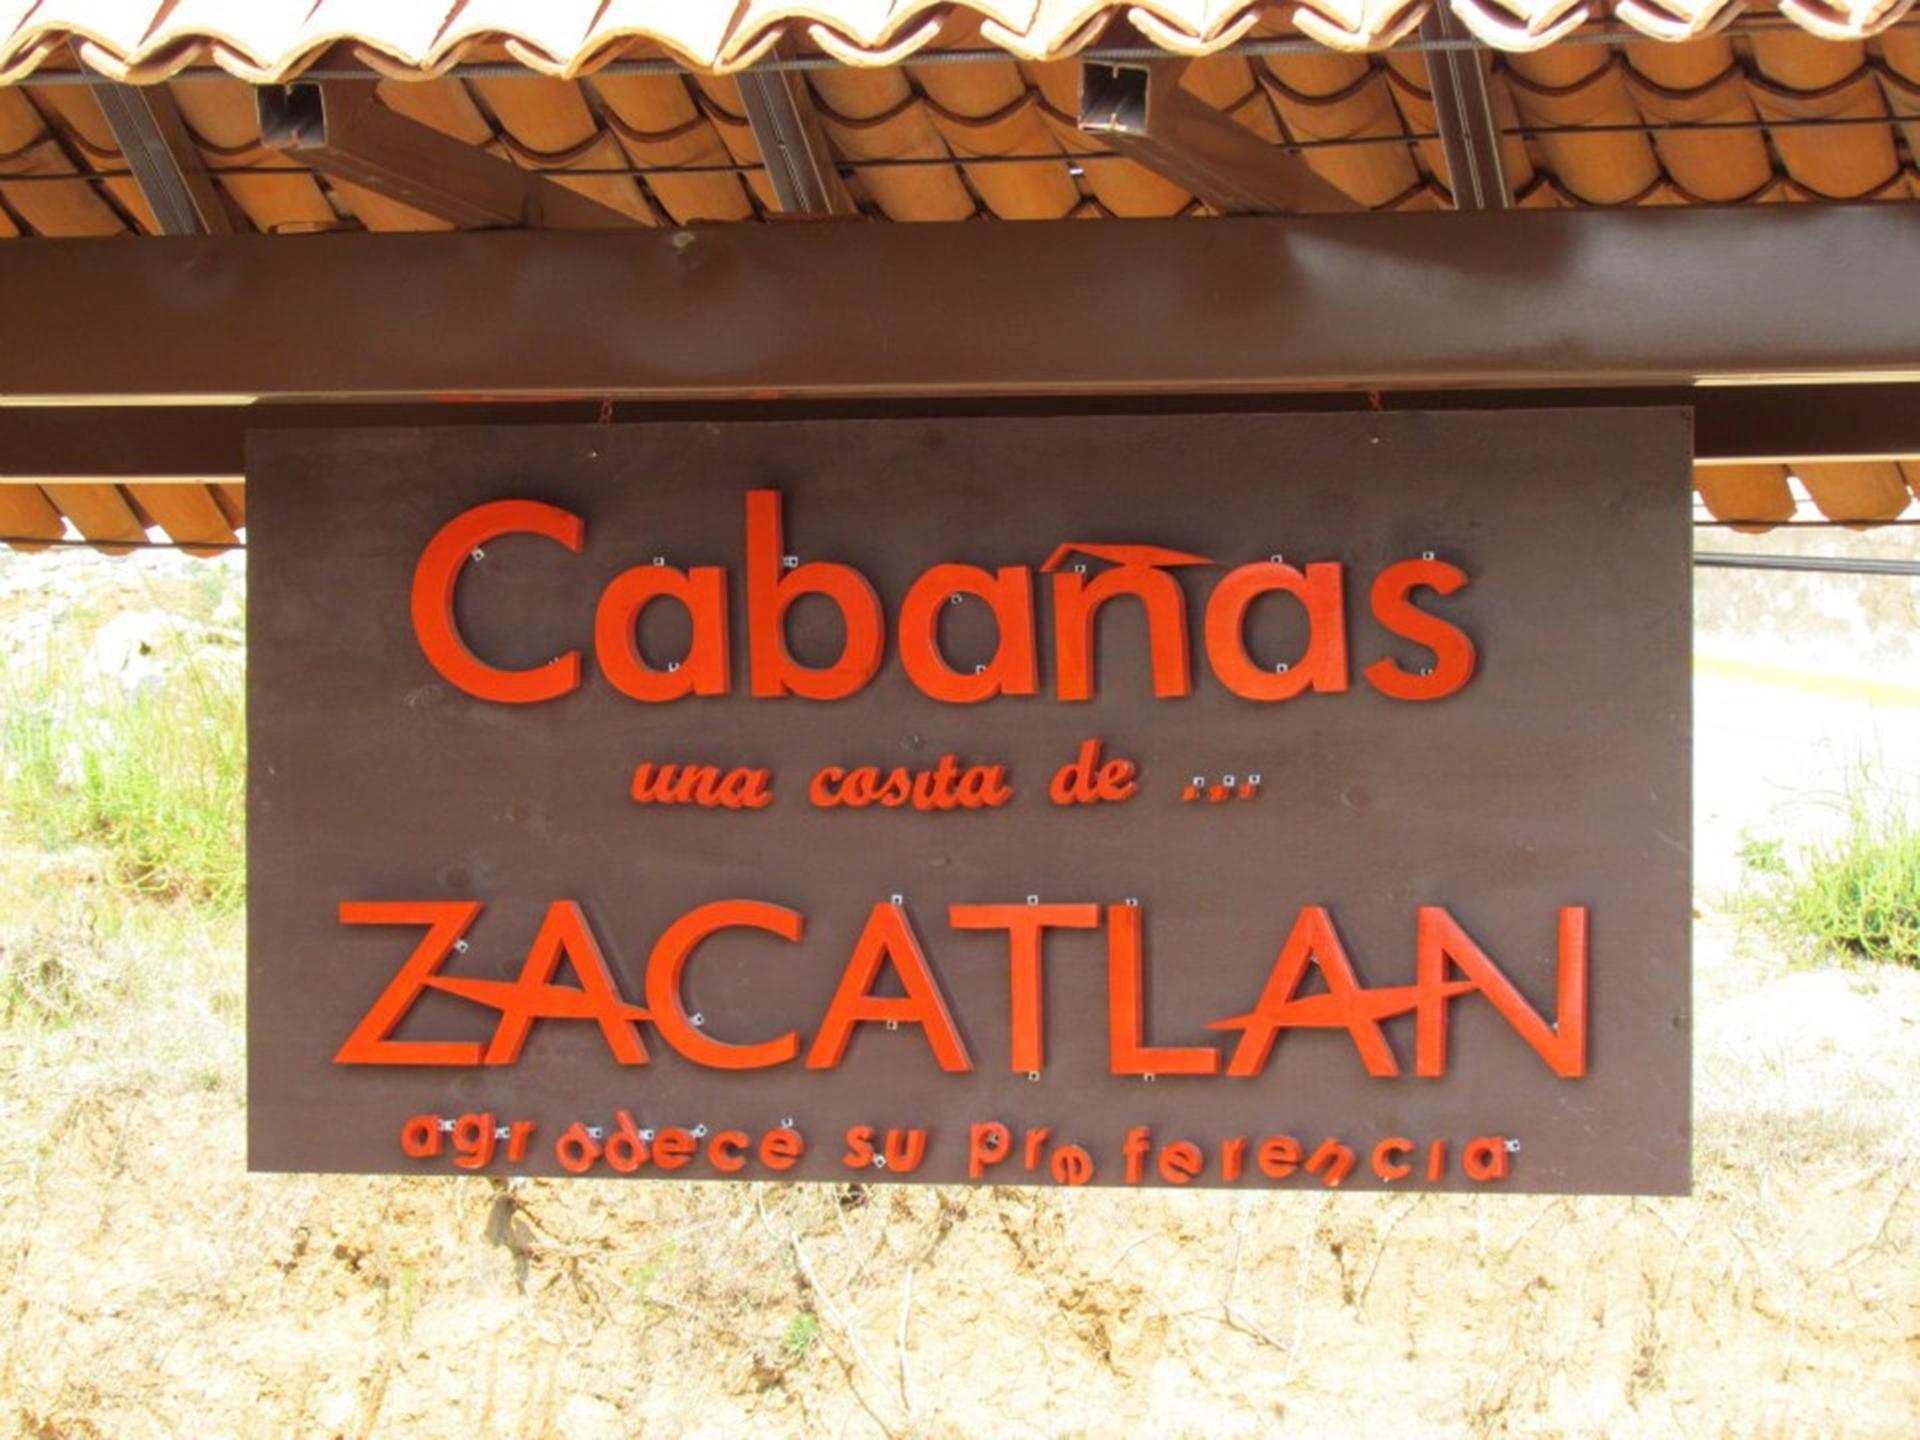 Cabañas
una cosita de ...
ZACATLAN
agradece su preferencia